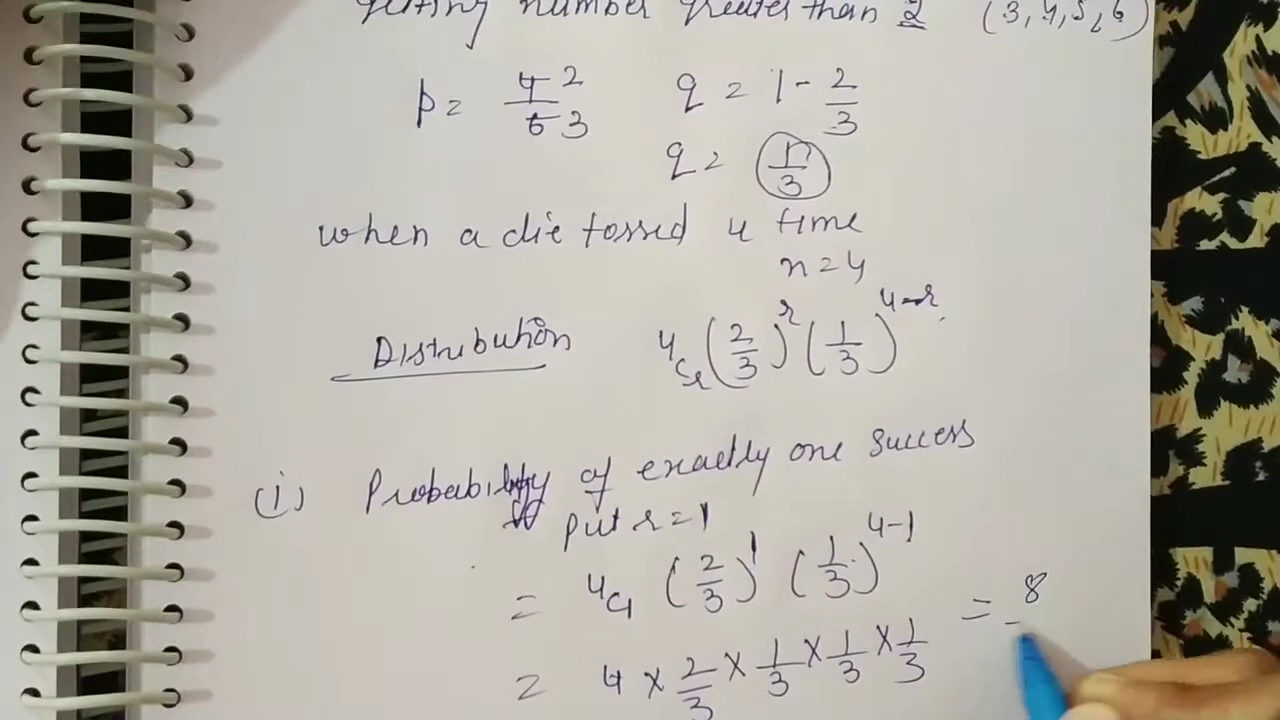 getting number greater than 2 (3, 4, 5, 6)
p = 4/6 2/3 q = 1 - 2/3
q = 1/3
when a die tossed 4 time
n = 4
Distribution 4Cr (2/3)^r (1/3)^4-r
(i) Probability of exactly one success
put r = 1
= 4C1 (2/3)^1 (1/3)^4-1
= 4 × 2/3 × 1/3 × 1/3 × 1/3 = 8